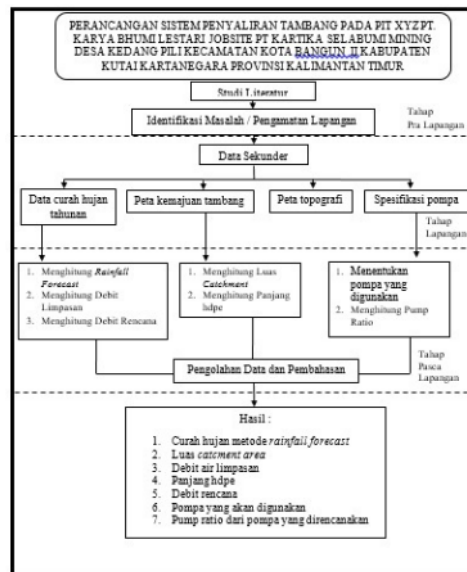 PERANCANGAN SISTEM PENYALIRAN TAMBANG PADA PIT XYZ PT.
KARYA BHUMI LESTARI JOBSITE PT KARTIKA SELABUMI MINING
DESA KEDANG PILI KECAMATAN KOTA BANGUN II KABUPATEN
KUTAI KARTANEGARA PROVINSI KALIMANTAN TIMUR
Studi Literatur
Identifikasi Masalah / Pengamatan Lapangan
Tahap
Pra Lapangan
Data Sekunder
Data curah hujan
tahunan
Peta kemajuan tambang
Peta topografi
Spesifikasi pompa
Tahap
Lapangan
1. Menghitung Rainfall
Forecast
2. Menghitung Debit
Limpasan
3. Menghitung Debit Rencana
1. Menghitung Luas
Catchment
2. Menghitung Panjang
hdpe
1. Menentukan
pompa yang
digunakan
2. Menghitung Pump
Ratio
Pengolahan Data dan Pembahasan
Tahap
Pasca
Lapangan
Hasil :
1. Curah hujan metode rainfall forecast
2. Luas catcment area
3. Debit air limpasan
4. Panjang hdpe
5. Debit rencana
6. Pompa yang akan digunakan
7. Pump ratio dari pompa yang direncanakan